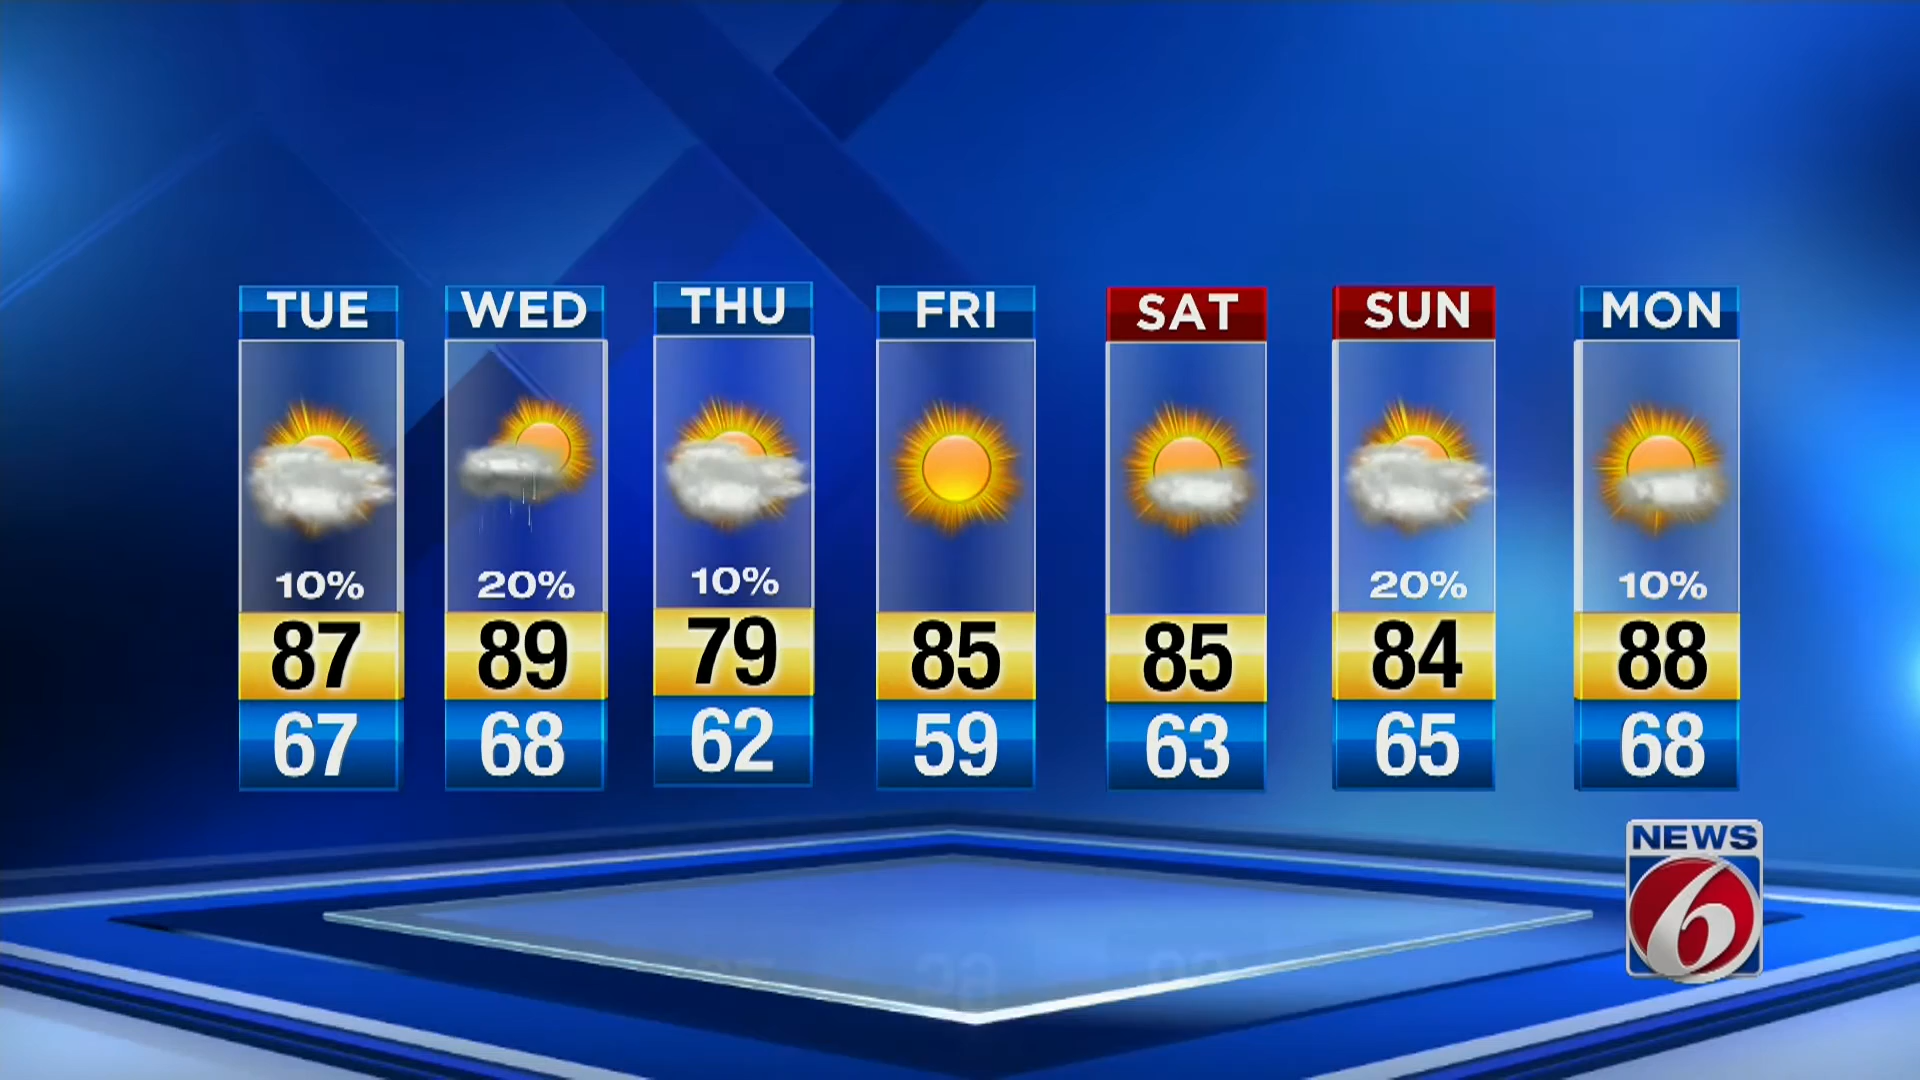 TUE WED THU FRI SAT SUN MON
10% 20% 10% 20% 10%
87 89 79 85 85 84 88
67 68 62 59 63 65 68
NEWS
6